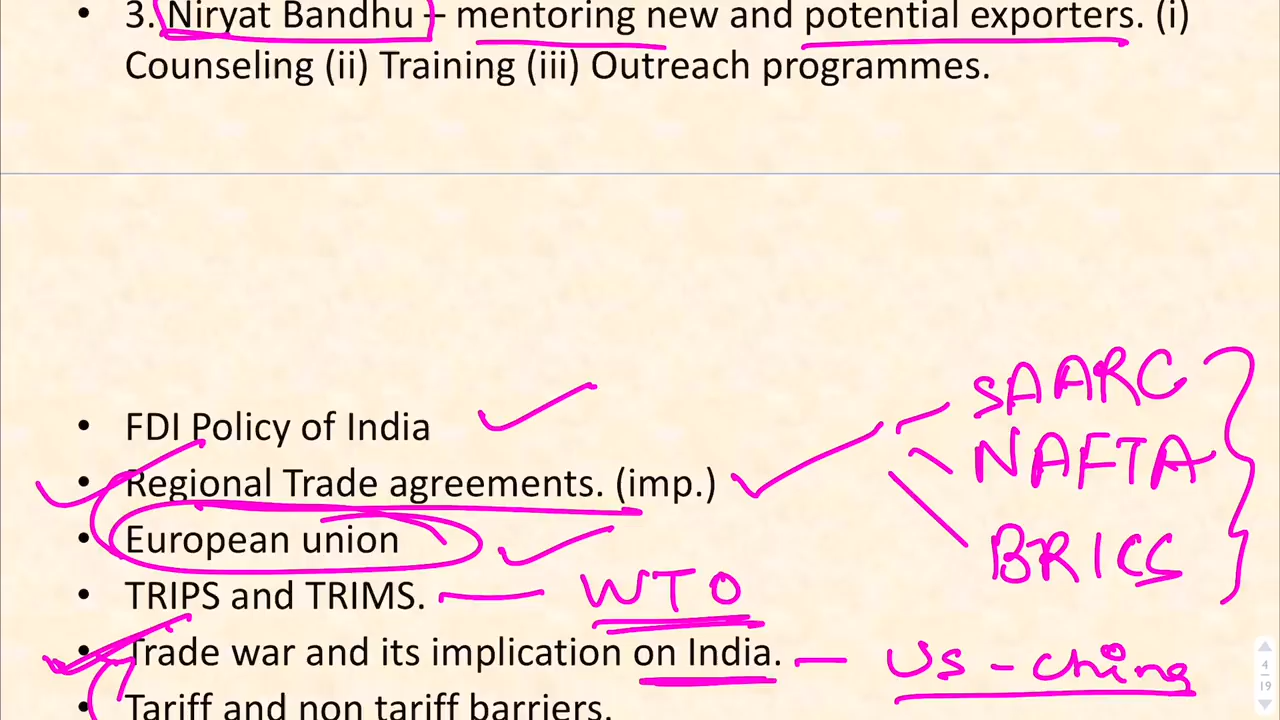 • 3. Niryat Bandhu – mentoring new and potential exporters. (i)
Counseling (ii) Training (iii) Outreach programmes.
• FDI Policy of India
SAARC
NAFTA
• Regional Trade agreements. (imp.)
• European union
BRICS
• TRIPS and TRIMS. — WTO
• Trade war and its implication on India. — US - China
• Tariff and non tariff barriers.
4
19